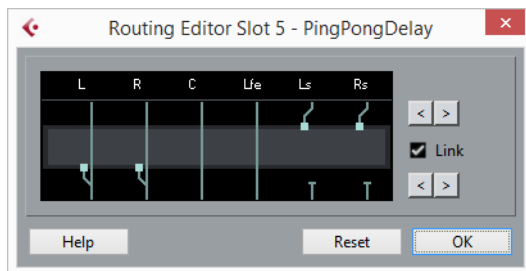 Routing Editor Slot 5 - PingPongDelay
L R C Lfe Ls Rs
< >
Link
< >
Help Reset OK